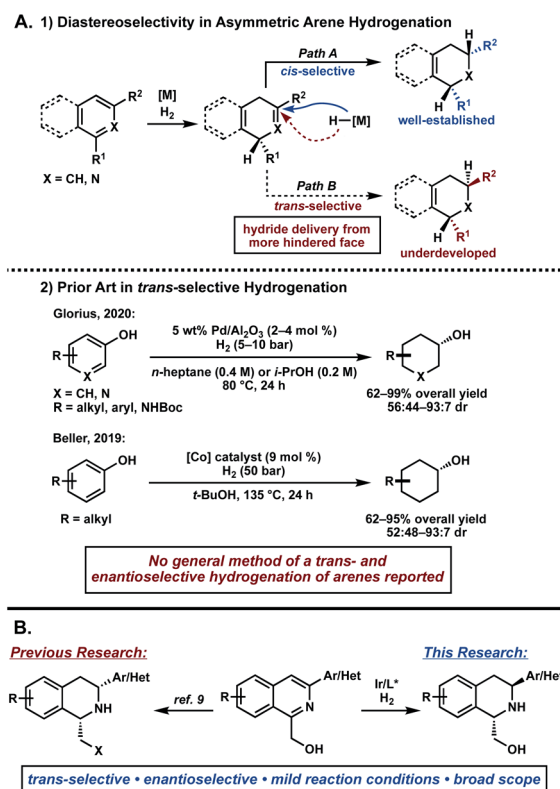 A. 1) Diastereoselectivity in Asymmetric Arene Hydrogenation
R2
X
R1
X = CH, N
[M]
H2
R2
X
H
R1
H–[M]
Path A
cis-selective
H
R2
X
H
R1
well-established
Path B
trans-selective
hydride delivery from
more hindered face
H
R2
X
H
R1
underdeveloped
2) Prior Art in trans-selective Hydrogenation
Glorius, 2020:
OH
R
X
X = CH, N
R = alkyl, aryl, NHBoc
5 wt% Pd/Al2O3 (2–4 mol %)
H2 (5–10 bar)
n-heptane (0.4 M) or i-PrOH (0.2 M)
80 °C, 24 h
OH
R
X
62–99% overall yield
56:44–93:7 dr
Beller, 2019:
OH
R
R = alkyl
[Co] catalyst (9 mol %)
H2 (50 bar)
t-BuOH, 135 °C, 24 h
OH
R
62–95% overall yield
52:48–93:7 dr
No general method of a trans- and
enantioselective hydrogenation of arenes reported
B.
Previous Research:
This Research:
Ar/Het
R
NH
X
ref. 9
Ar/Het
R
N
OH
Ir/L*
H2
Ar/Het
R
NH
OH
trans-selective • enantioselective • mild reaction conditions • broad scope